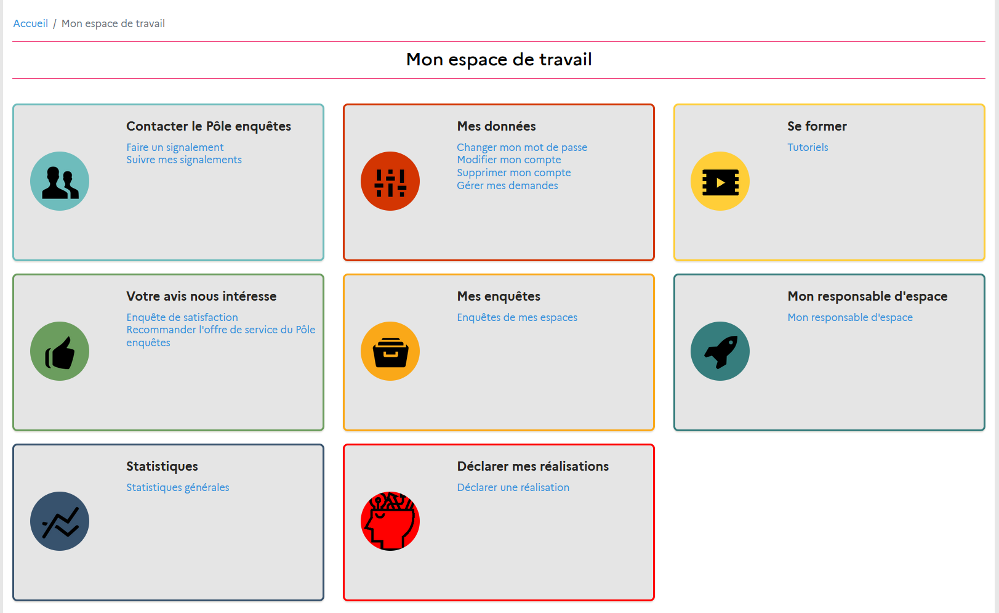 Accueil / Mon espace de travail
Mon espace de travail
Contacter le Pôle enquêtes
Faire un signalement
Suivre mes signalements
Mes données
Changer mon mot de passe
Modifier mon compte
Supprimer mon compte
Gérer mes demandes
Se former
Tutoriels
Votre avis nous intéresse
Enquête de satisfaction
Recommander l'offre de service du Pôle
enquêtes
Mes enquêtes
Enquêtes de mes espaces
Mon responsable d'espace
Mon responsable d'espace
Statistiques
Statistiques générales
Déclarer mes réalisations
Déclarer une réalisation